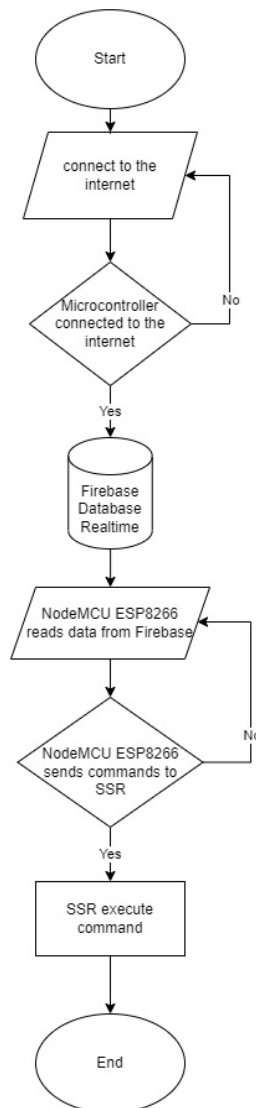 Start
connect to the
internet
Microcontroller
connected to the
internet
No
Yes
Firebase
Database
Realtime
NodeMCU ESP8266
reads data from Firebase
NodeMCU ESP8266
sends commands to
SSR
No
Yes
SSR execute
command
End